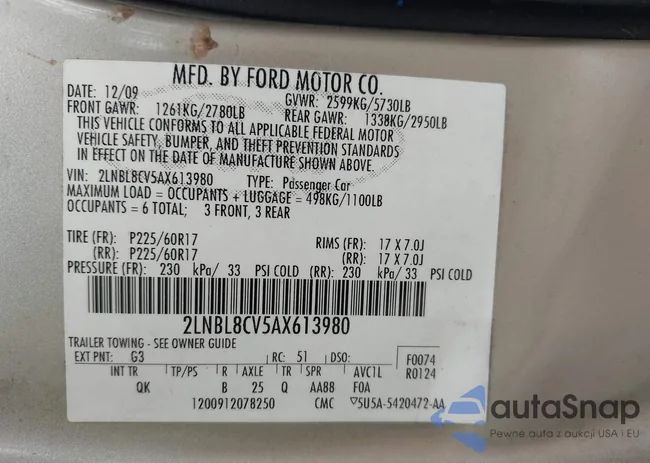 MFD. BY FORD MOTOR CO.
DATE: 12/09 GVWR: 2599KG/5730LB
FRONT GAWR: 1261KG/2780LB REAR GAWR: 1338KG/2950LB
THIS VEHICLE CONFORMS TO ALL APPLICABLE FEDERAL MOTOR
VEHICLE SAFETY, BUMPER, AND THEFT PREVENTION STANDARDS
IN EFFECT ON THE DATE OF MANUFACTURE SHOWN ABOVE.
VIN: 2LNBL8CV5AX613980 TYPE: Passenger Car
MAXIMUM LOAD = OCCUPANTS + LUGGAGE = 498KG/1100LB
OCCUPANTS = 6 TOTAL; 3 FRONT, 3 REAR
TIRE (FR): P225/60R17 RIMS (FR): 17 X 7.0J
(RR): P225/60R17 (RR): 17 X 7.0J
PRESSURE (FR): 230 kPa/ 33 PSI COLD (RR): 230 kPa/ 33 PSI COLD
2LNBL8CV5AX613980
TRAILER TOWING - SEE OWNER GUIDE
EXT PNT: G3 RC: 51 DSO: F0074
INT TR TP/PS R AXLE TR SPR AVC1L R0124
QK B 25 Q AA88 F0A
1200912078250 CMC ▽5U5A-5420472-AA
autoSnap
Pewne auta z aukcji USA i EU